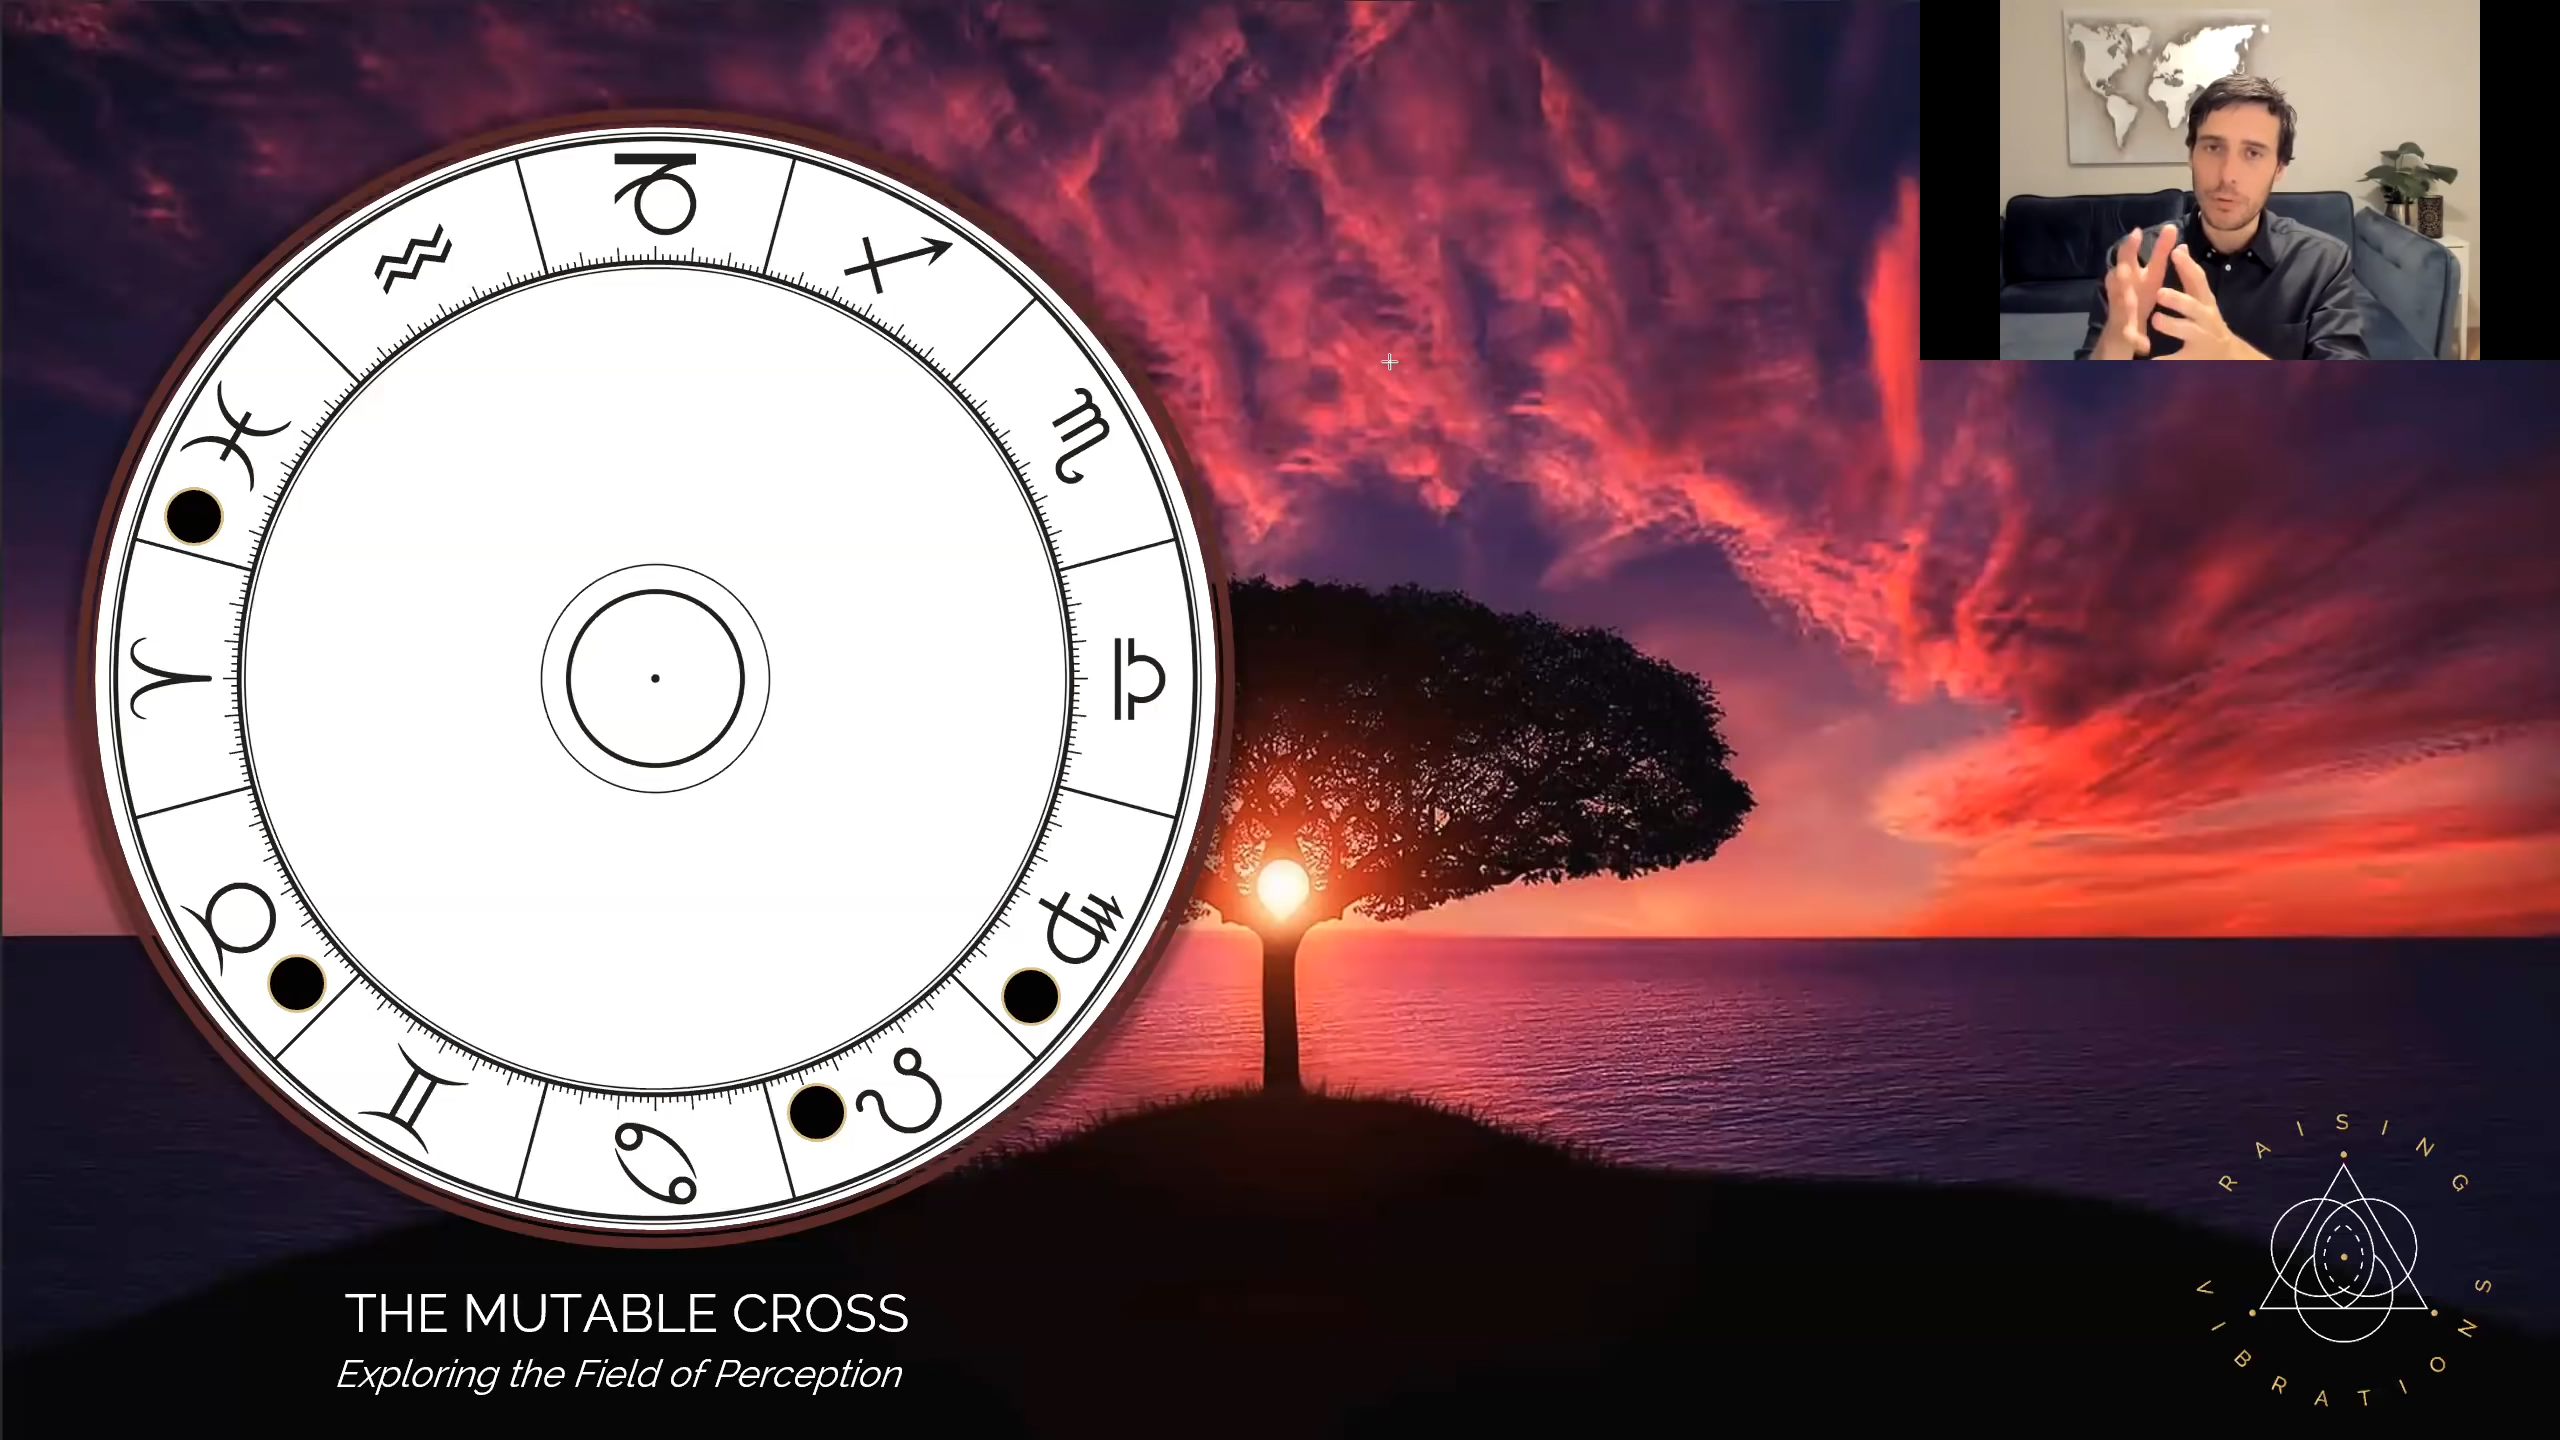 THE MUTABLE CROSS
Exploring the Field of Perception
RAISING
VIBRATIONS